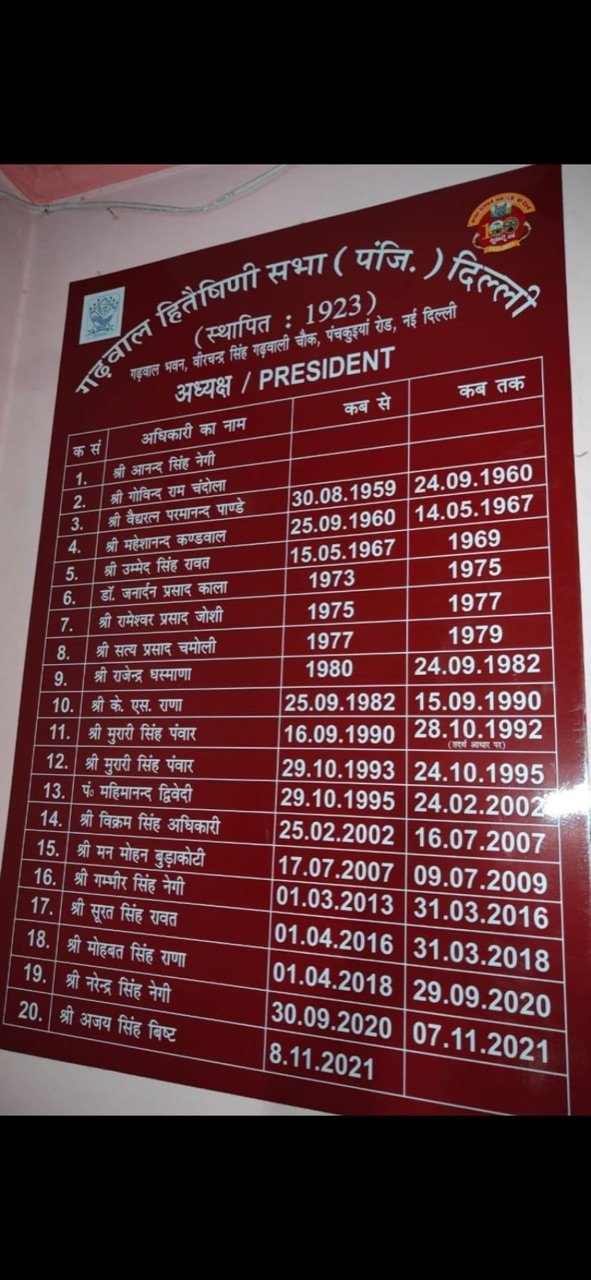 गढ़वाल हितैषिणी सभा ( पंजि. ) दिल्ली
(स्थापित : 1923)
गढ़वाल भवन, वीरचन्द्र सिंह गढ़वाली चौक, पंचकुइयां रोड, नई दिल्ली
अध्यक्ष / PRESIDENT
क सं अधिकारी का नाम कब से कब तक
1. श्री आनन्द सिंह नेगी
2. श्री गोविन्द राम चंदोला
3. श्री वैद्यरत्न परमानन्द पाण्डे 30.08.1959 24.09.1960
4. श्री महेशानन्द कण्डवाल 25.09.1960 14.05.1967
5. श्री उम्मेद सिंह रावत 15.05.1967 1969
6. डॉ. जनार्दन प्रसाद काला 1973 1975
7. श्री रामेश्वर प्रसाद जोशी 1975 1977
8. श्री सत्य प्रसाद चमोली 1977 1979
9. श्री राजेन्द्र धस्माणा 1980 24.09.1982
10. श्री के. एस. राणा 25.09.1982 15.09.1990
11. श्री मुरारी सिंह पंवार 16.09.1990 28.10.1992
(तदर्थ आधार पर)
12. श्री मुरारी सिंह पंवार 29.10.1993 24.10.1995
13. पं॰ महिमानन्द द्विवेदी 29.10.1995 24.02.2002
14. श्री विक्रम सिंह अधिकारी 25.02.2002 16.07.2007
15. श्री मन मोहन बुड़ाकोटी 17.07.2007 09.07.2009
16. श्री गम्भीर सिंह नेगी 01.03.2013 31.03.2016
17. श्री सूरत सिंह रावत 01.04.2016 31.03.2018
18. श्री मोहबत सिंह राणा 01.04.2018 29.09.2020
19. श्री नरेन्द्र सिंह नेगी 30.09.2020 07.11.2021
20. श्री अजय सिंह बिष्ट 8.11.2021